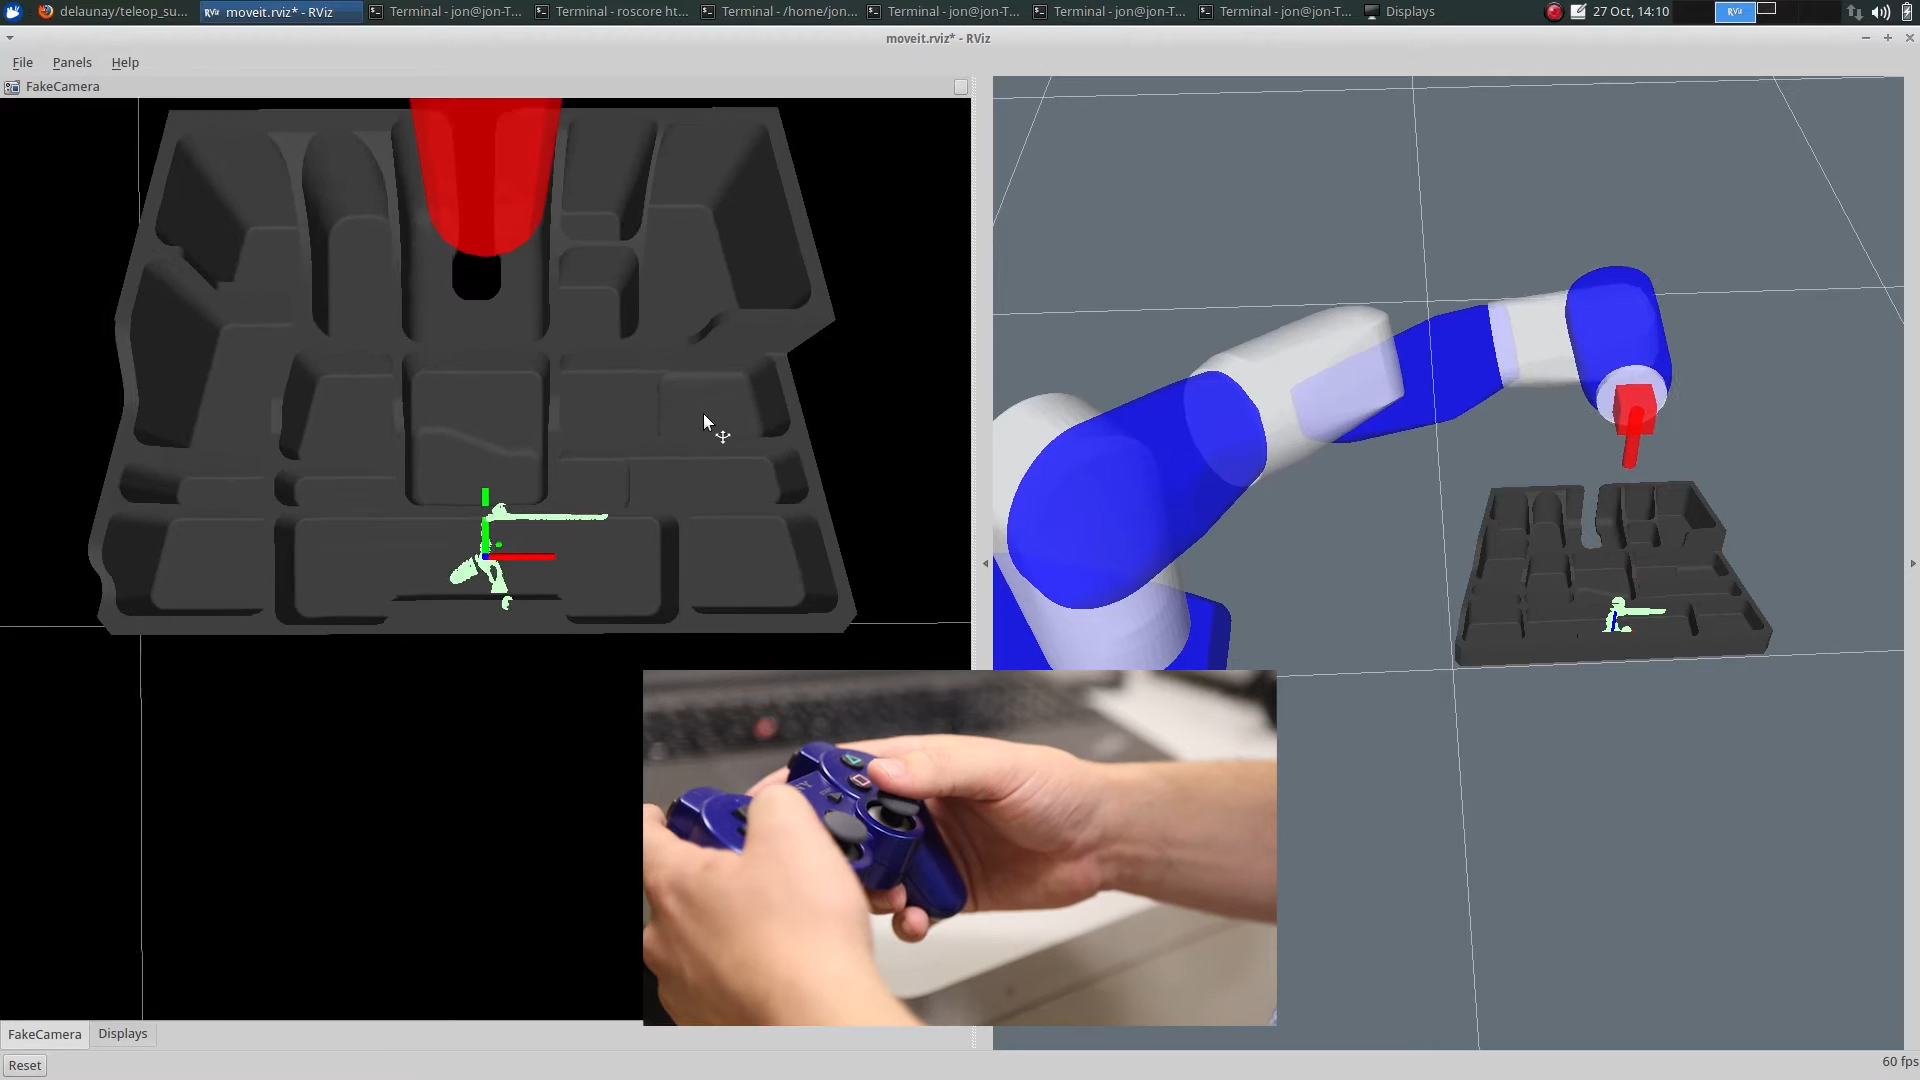 delaunay/teleop_su... moveit.rviz* - RViz Terminal - jon@jon-T... Terminal - roscore ht... Terminal - /home/jon... Terminal - jon@jon-T... Terminal - jon@jon-T... Terminal - jon@jon-T... Displays 27 Oct, 14:10
moveit.rviz* - RViz
File Panels Help
FakeCamera
FakeCamera Displays
Reset 60 fps